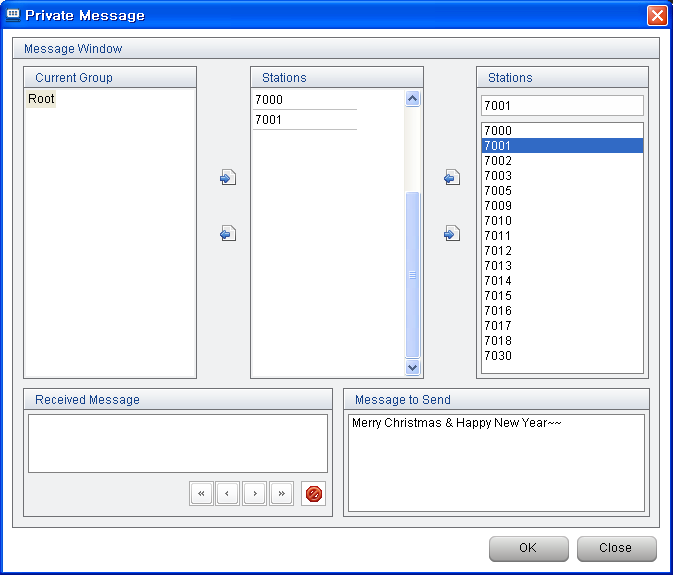 Private Message
Message Window
Current Group
Root
Stations
7000
7001
Stations
7001
7000
7001
7002
7003
7005
7009
7010
7011
7012
7013
7014
7015
7016
7017
7018
7030
Received Message
« ‹ › »
Message to Send
Merry Christmas & Happy New Year~~
OK
Close